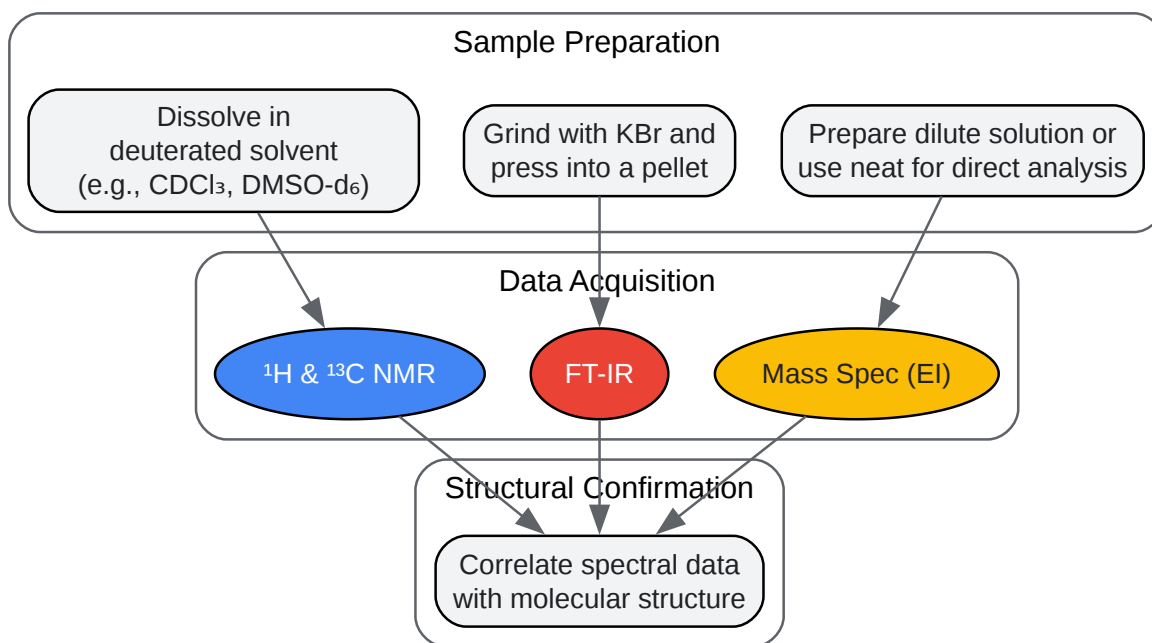 Sample Preparation
Dissolve in
deuterated solvent
(e.g., CDCl₃, DMSO-d₆)
Grind with KBr and
press into a pellet
Prepare dilute solution or
use neat for direct analysis
Data Acquisition
¹H & ¹³C NMR
FT-IR
Mass Spec (EI)
Structural Confirmation
Correlate spectral data
with molecular structure